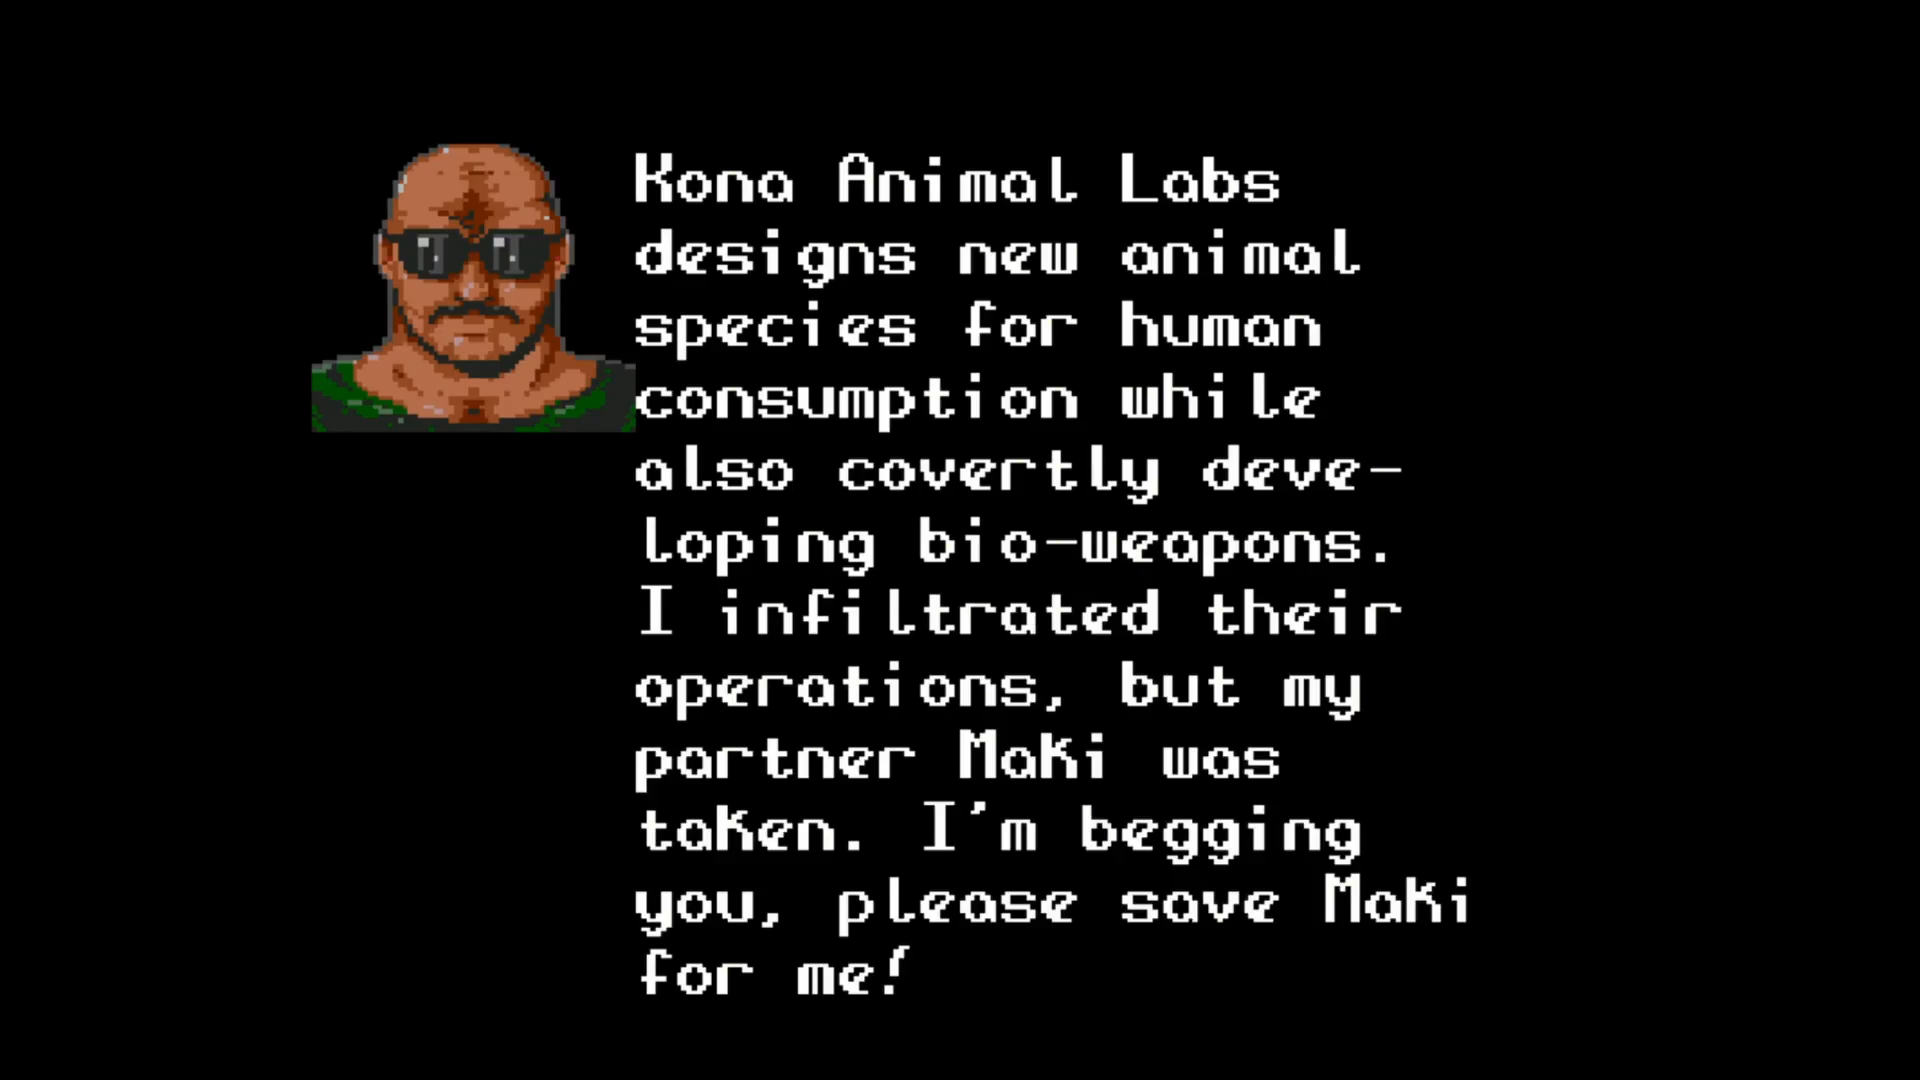 Kona Animal Labs
designs new animal
species for human
consumption while
also covertly deve-
loping bio-weapons.
I infiltrated their
operations, but my
partner Maki was
taken. I'm begging
you, please save Maki
for me!